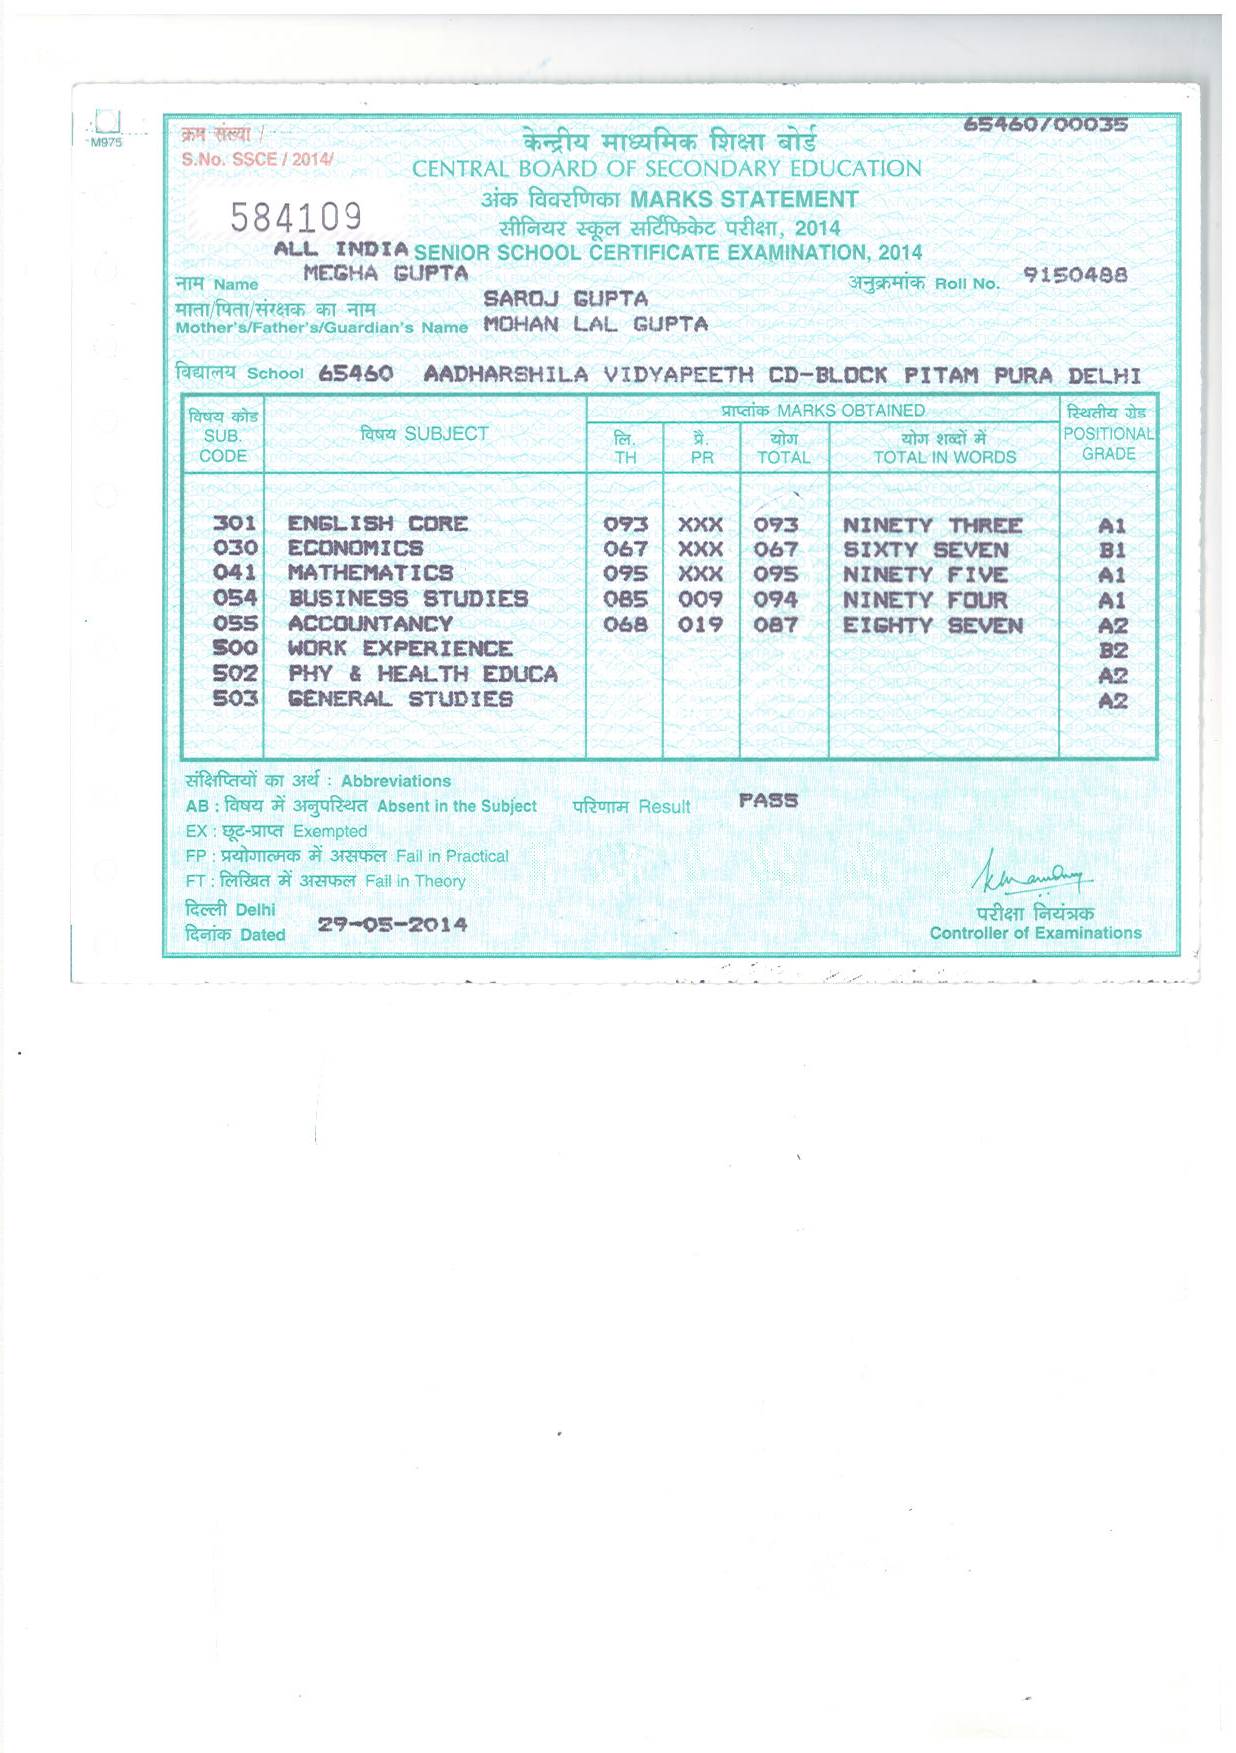 M975
65460/00035
क्रम संख्या /
S.No. SSCE / 2014/
584109
केन्द्रीय माध्यमिक शिक्षा बोर्ड
CENTRAL BOARD OF SECONDARY EDUCATION
अंक विवरणिका MARKS STATEMENT
सीनियर स्कूल सर्टिफिकेट परीक्षा, 2014
ALL INDIA SENIOR SCHOOL CERTIFICATE EXAMINATION, 2014
नाम Name MEGHA GUPTA अनुक्रमांक Roll No. 9150488
माता/पिता/संरक्षक का नाम SAROJ GUPTA
Mother's/Father's/Guardian's Name MOHAN LAL GUPTA
विद्यालय School 65460 AADHARSHILA VIDYAPEETH CD-BLOCK PITAM PURA DELHI
विषय कोड SUB. CODE विषय SUBJECT प्राप्तांक MARKS OBTAINED स्थितीय ग्रेड POSITIONAL GRADE
लि. TH प्रै. PR योग TOTAL योग शब्दों में TOTAL IN WORDS
301 ENGLISH CORE 093 XXX 093 NINETY THREE A1
030 ECONOMICS 067 XXX 067 SIXTY SEVEN B1
041 MATHEMATICS 095 XXX 095 NINETY FIVE A1
054 BUSINESS STUDIES 085 009 094 NINETY FOUR A1
055 ACCOUNTANCY 068 019 087 EIGHTY SEVEN A2
500 WORK EXPERIENCE B2
502 PHY & HEALTH EDUCA A2
503 GENERAL STUDIES A2
संक्षिप्तियों का अर्थ : Abbreviations
AB : विषय में अनुपस्थित Absent in the Subject परिणाम Result PASS
EX : छूट-प्राप्त Exempted
FP : प्रयोगात्मक में असफल Fail in Practical
FT : लिखित में असफल Fail in Theory
दिल्ली Delhi
दिनांक Dated 29-05-2014
परीक्षा नियंत्रक
Controller of Examinations